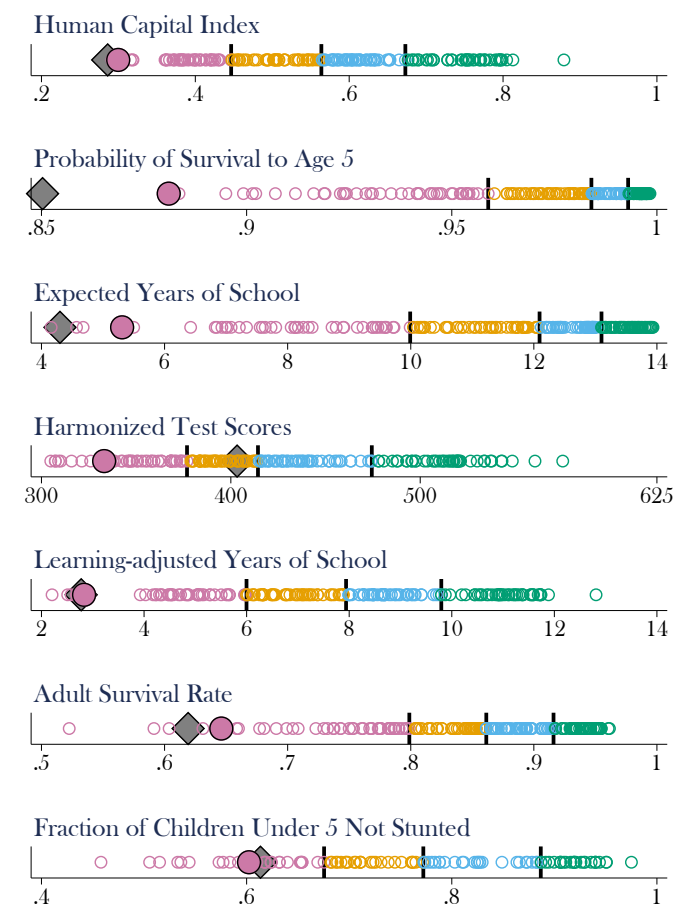 Human Capital Index
.2 .4 .6 .8 1
Probability of Survival to Age 5
.85 .9 .95 1
Expected Years of School
4 6 8 10 12 14
Harmonized Test Scores
300 400 500 625
Learning-adjusted Years of School
2 4 6 8 10 12 14
Adult Survival Rate
.5 .6 .7 .8 .9 1
Fraction of Children Under 5 Not Stunted
.4 .6 .8 1